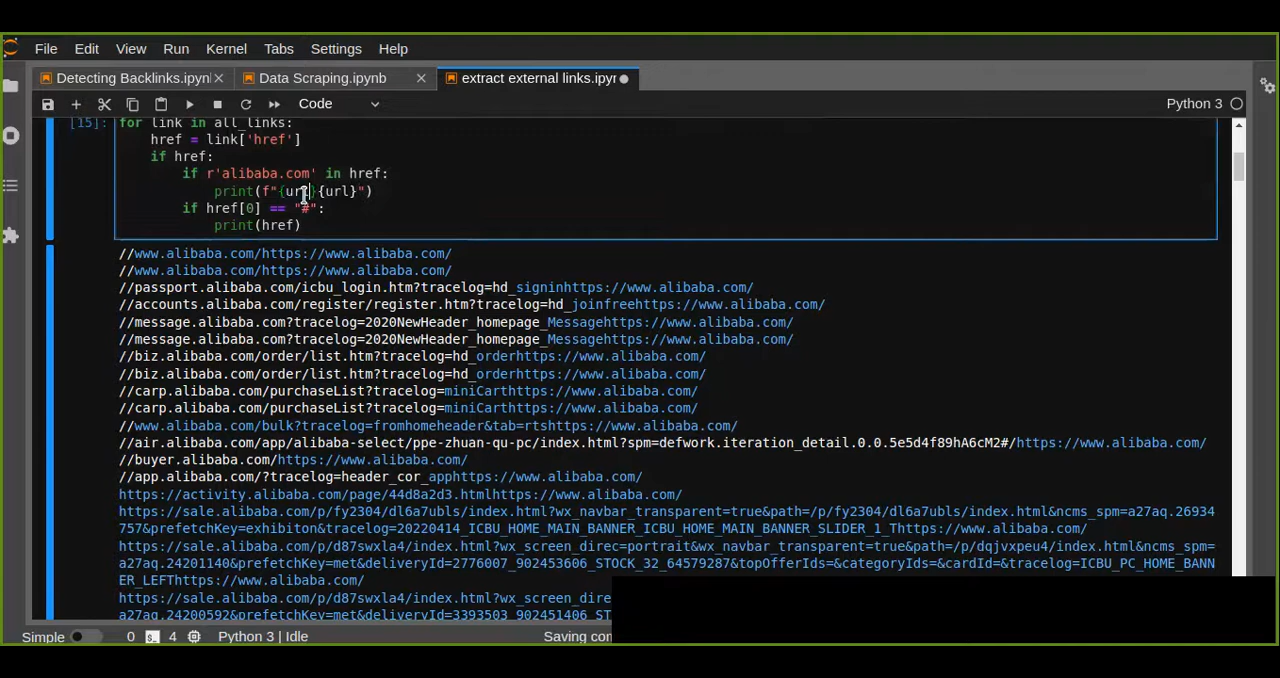 File Edit View Run Kernel Tabs Settings Help
Detecting Backlinks.ipynl Data Scraping.ipynb extract external links.ipyr
Code Python 3
[15]: for link in all_links:
href = link['href']
if href:
if r'alibaba.com' in href:
print(f"{url}{url}")
if href[0] == "#":
print(href)
//www.alibaba.com/https://www.alibaba.com/
//www.alibaba.com/https://www.alibaba.com/
//passport.alibaba.com/icbu_login.htm?tracelog=hd_signinhttps://www.alibaba.com/
//accounts.alibaba.com/register/register.htm?tracelog=hd_joinfreehttps://www.alibaba.com/
//message.alibaba.com?tracelog=2020NewHeader_homepage_Messagehttps://www.alibaba.com/
//message.alibaba.com?tracelog=2020NewHeader_homepage_Messagehttps://www.alibaba.com/
//biz.alibaba.com/order/list.htm?tracelog=hd_orderhttps://www.alibaba.com/
//biz.alibaba.com/order/list.htm?tracelog=hd_orderhttps://www.alibaba.com/
//carp.alibaba.com/purchaseList?tracelog=miniCarthttps://www.alibaba.com/
//carp.alibaba.com/purchaseList?tracelog=miniCarthttps://www.alibaba.com/
//www.alibaba.com/bulk?tracelog=fromhomeheader&tab=rtshttps://www.alibaba.com/
//air.alibaba.com/app/alibaba-select/ppe-zhuan-qu-pc/index.html?spm=defwork.iteration_detail.0.0.5e5d4f89hA6cM2#/https://www.alibaba.com/
//buyer.alibaba.com/https://www.alibaba.com/
//app.alibaba.com/?tracelog=header_cor_apphttps://www.alibaba.com/
https://activity.alibaba.com/page/44d8a2d3.htmlhttps://www.alibaba.com/
https://sale.alibaba.com/p/fy2304/dl6a7ubls/index.html?wx_navbar_transparent=true&path=/p/fy2304/dl6a7ubls/index.html&ncms_spm=a27aq.26934
757&prefetchKey=exhibiton&tracelog=20220414_ICBU_HOME_MAIN_BANNER_ICBU_HOME_MAIN_BANNER_SLIDER_1_Thttps://www.alibaba.com/
https://sale.alibaba.com/p/d87swxla4/index.html?wx_screen_direc=portrait&wx_navbar_transparent=true&path=/p/dqjvxpeu4/index.html&ncms_spm=
a27aq.24201140&prefetchKey=met&deliveryId=2776007_902453606_STOCK_32_64579287&topOfferIds=&categoryIds=&cardId=&tracelog=ICBU_PC_HOME_BANN
ER_LEFThttps://www.alibaba.com/
https://sale.alibaba.com/p/d87swxla4/index.html?wx_screen_dire
a27aq.24200592&prefetchKey=met&deliveryId=3393503_902451406_ST
Simple 0 4 Python 3 | Idle Saving con